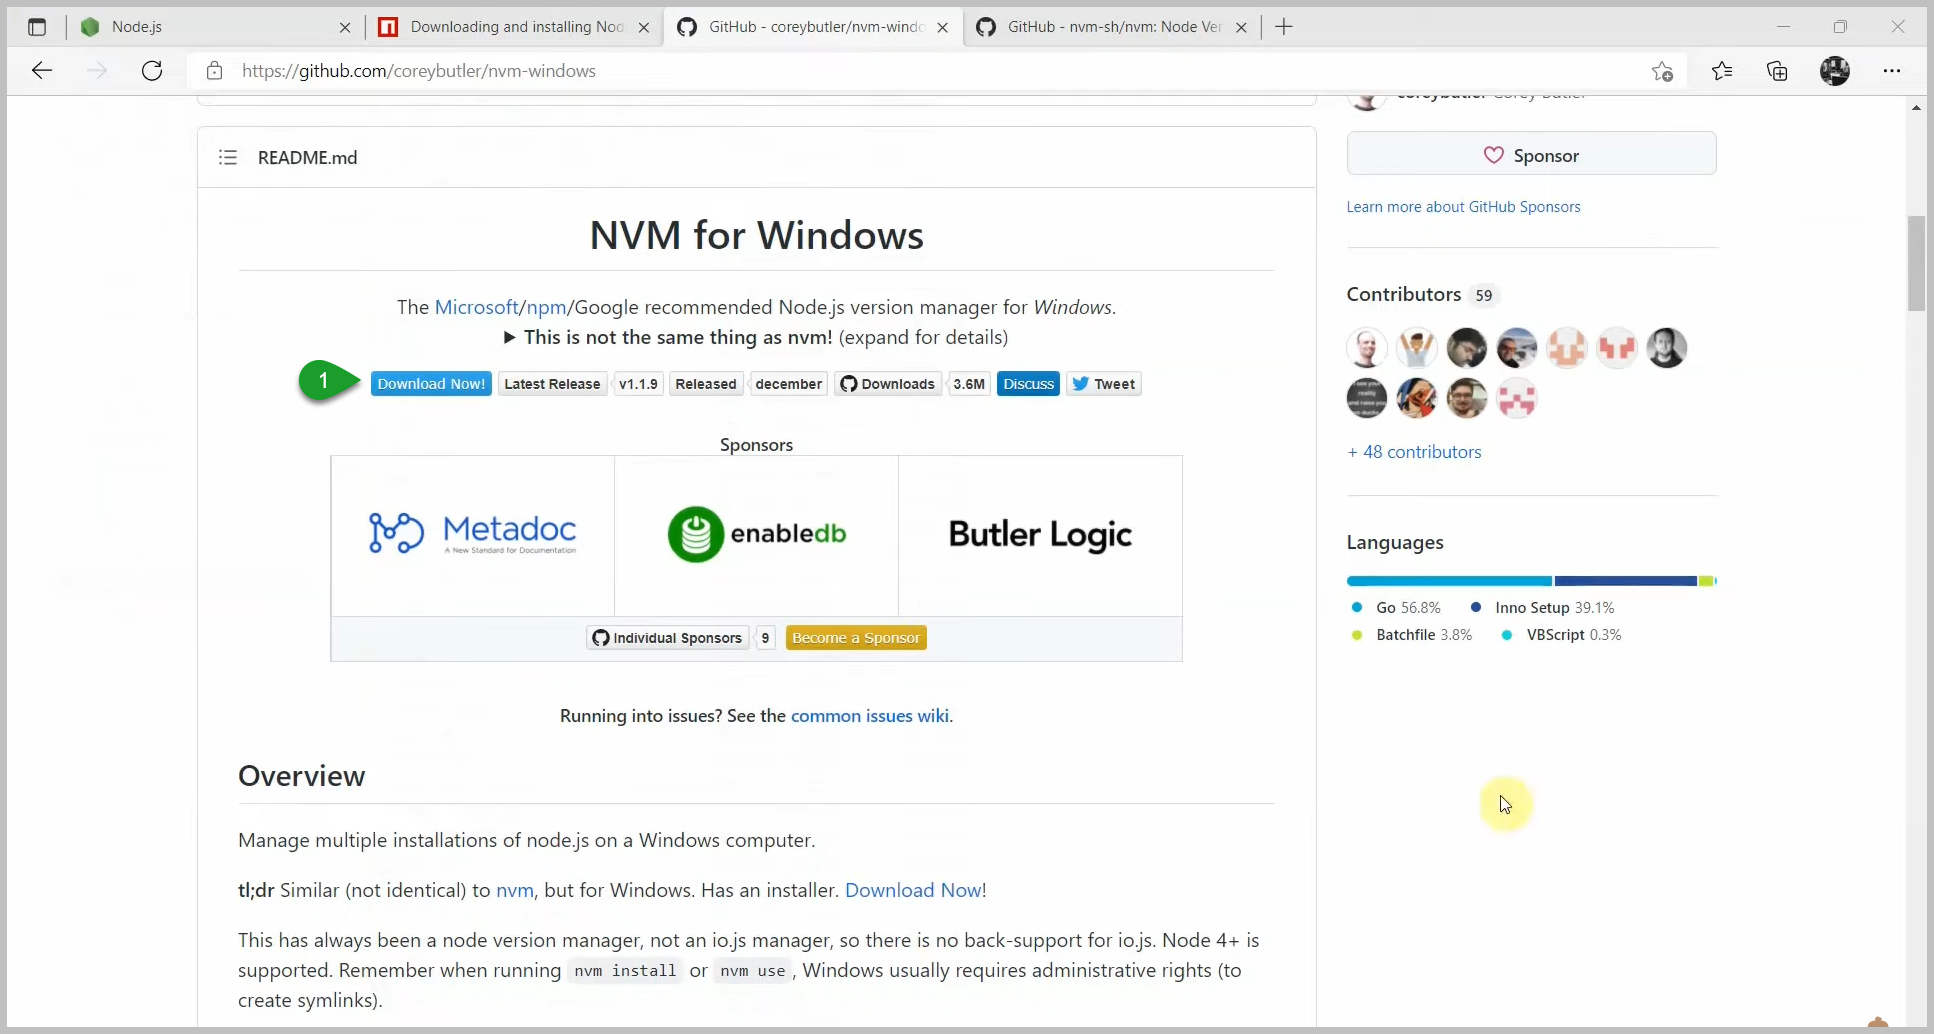 Node.js
Downloading and installing Nod
GitHub - coreybutler/nvm-windo
GitHub - nvm-sh/nvm: Node Ver
https://github.com/coreybutler/nvm-windows
coreybutler Corey Butler
README.md
Sponsor
Learn more about GitHub Sponsors
NVM for Windows
The Microsoft/npm/Google recommended Node.js version manager for Windows.
▶ This is not the same thing as nvm! (expand for details)
1
Download Now! Latest Release v1.1.9 Released december Downloads 3.6M Discuss Tweet
Contributors 59
+ 48 contributors
Sponsors
Metadoc
A New Standard for Documentation
enabledb
Butler Logic
Individual Sponsors 9 Become a Sponsor
Languages
Go 56.8% Inno Setup 39.1%
Batchfile 3.8% VBScript 0.3%
Running into issues? See the common issues wiki.
Overview
Manage multiple installations of node.js on a Windows computer.
tl;dr Similar (not identical) to nvm, but for Windows. Has an installer. Download Now!
This has always been a node version manager, not an io.js manager, so there is no back-support for io.js. Node 4+ is
supported. Remember when running nvm install or nvm use, Windows usually requires administrative rights (to
create symlinks).